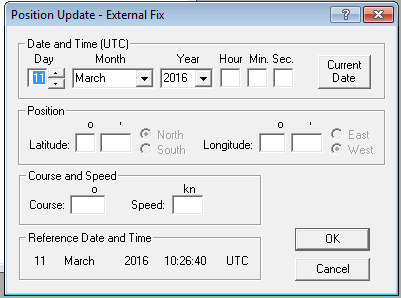 Position Update - External Fix
Date and Time (UTC)
Day Month Year Hour Min. Sec.
11 March 2016 Current Date
Position
o ' o '
Latitude: North South Longitude: East West
Course and Speed
o kn
Course: Speed:
Reference Date and Time
11 March 2016 10:26:40 UTC
OK
Cancel